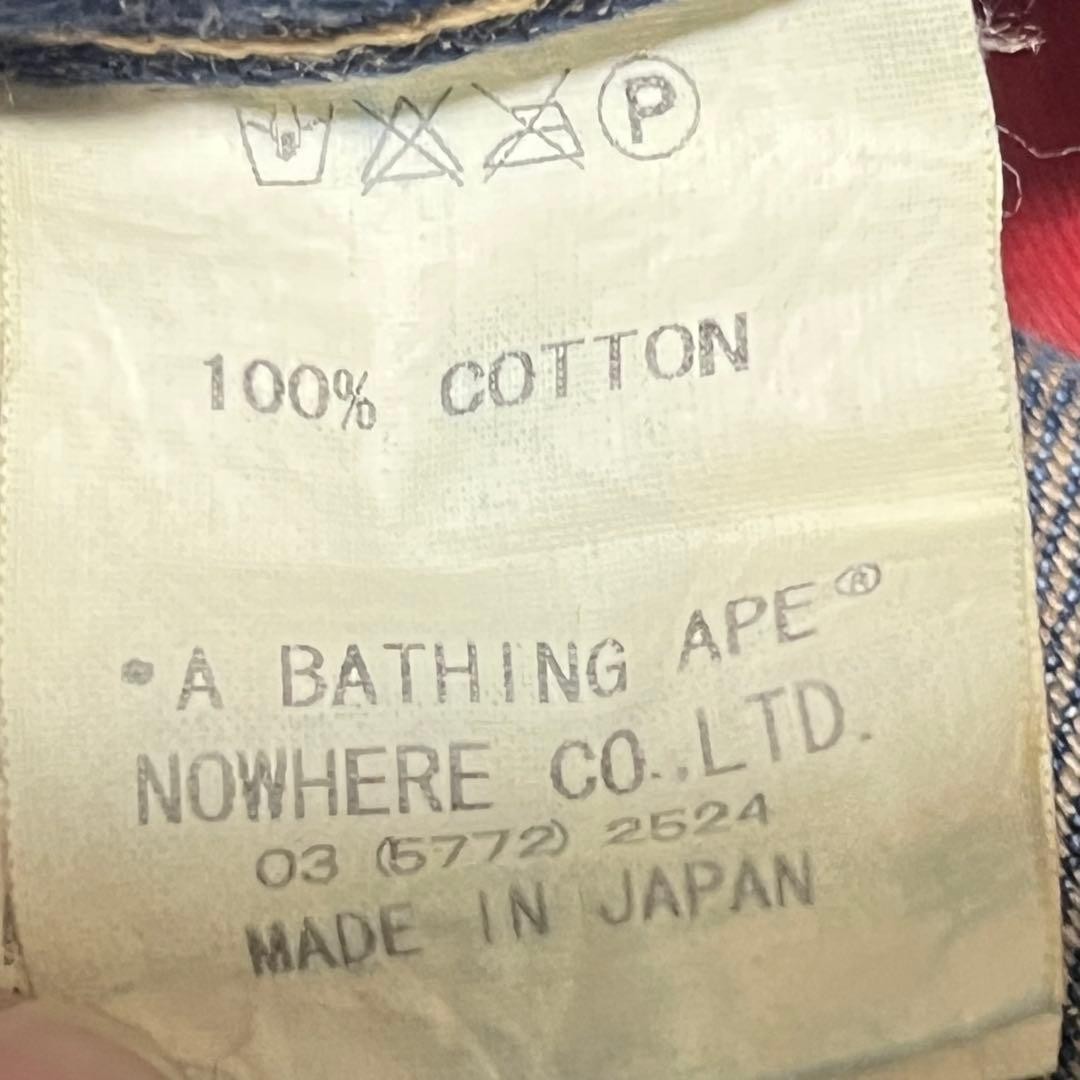 P
100% COTTON
•A BATHING APE®
NOWHERE CO.,LTD.
03 (5772) 2524
MADE IN JAPAN